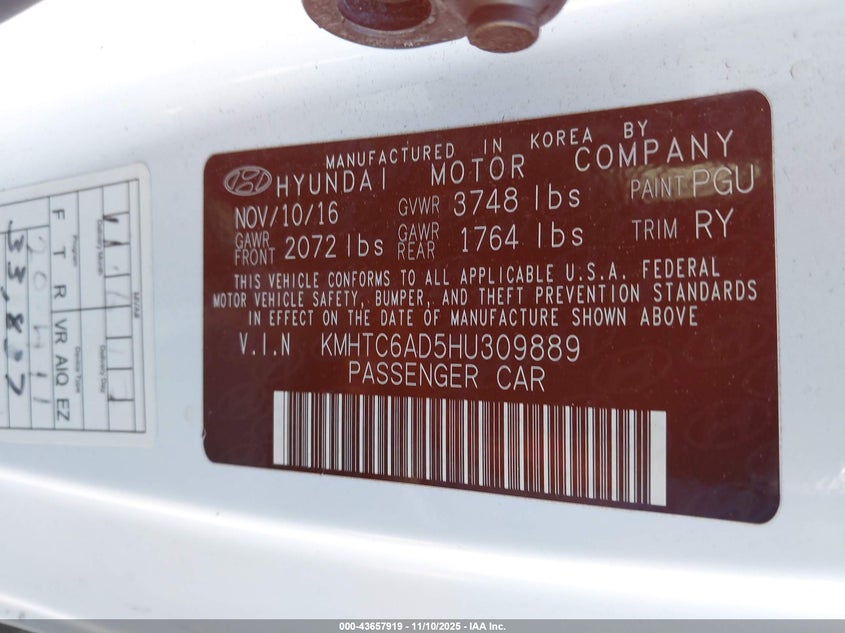 MANUFACTURED IN KOREA BY
HYUNDAI MOTOR COMPANY
NOV/10/16 GVWR 3748 lbs PAINT PGU
GAWR FRONT 2072 lbs GAWR REAR 1764 lbs TRIM RY
THIS VEHICLE CONFORMS TO ALL APPLICABLE U.S.A. FEDERAL
MOTOR VEHICLE SAFETY, BUMPER, AND THEFT PREVENTION STANDARDS
IN EFFECT ON THE DATE OF MANUFACTURE SHOWN ABOVE
V.I.N KMHTC6AD5HU309889
PASSENGER CAR
Program
F T R VR AIQ EZ
000-43657919 - 11/10/2025 - IAA Inc.